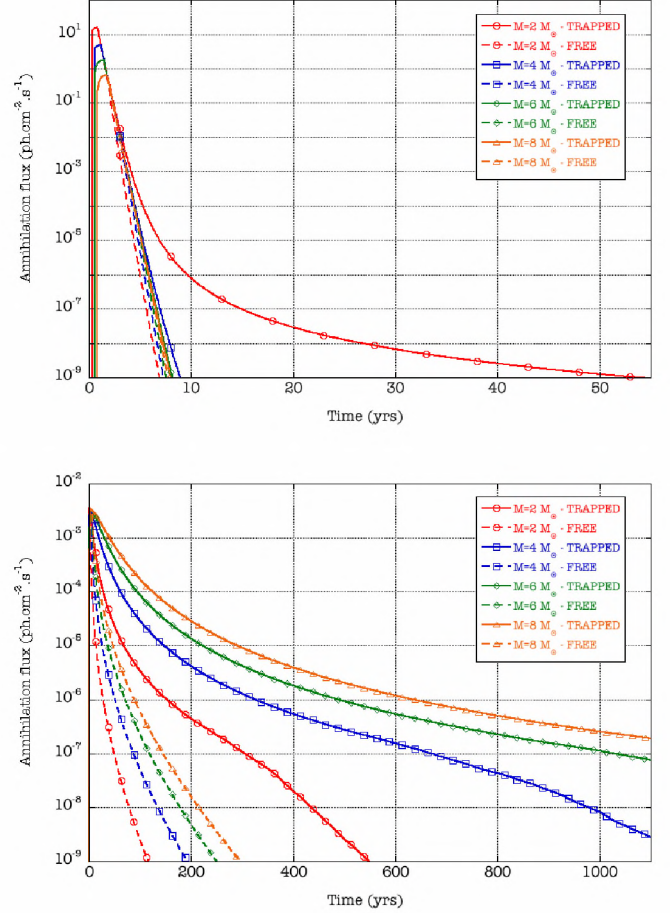 10¹
10⁻¹
10⁻³
10⁻⁵
10⁻⁷
10⁻⁹
Annihilation flux (ph.cm⁻².s⁻¹)
M=2 M⊙ - TRAPPED
M=2 M⊙ - FREE
M=4 M⊙ - TRAPPED
M=4 M⊙ - FREE
M=6 M⊙ - TRAPPED
M=6 M⊙ - FREE
M=8 M⊙ - TRAPPED
M=8 M⊙ - FREE
0 10 20 30 40 50
Time (yrs)
10⁻²
10⁻³
10⁻⁴
10⁻⁵
10⁻⁶
10⁻⁷
10⁻⁸
10⁻⁹
Annihilation flux (ph.cm⁻².s⁻¹)
M=2 M⊙ - TRAPPED
M=2 M⊙ - FREE
M=4 M⊙ - TRAPPED
M=4 M⊙ - FREE
M=6 M⊙ - TRAPPED
M=6 M⊙ - FREE
M=8 M⊙ - TRAPPED
M=8 M⊙ - FREE
0 200 400 600 800 1000
Time (yrs)